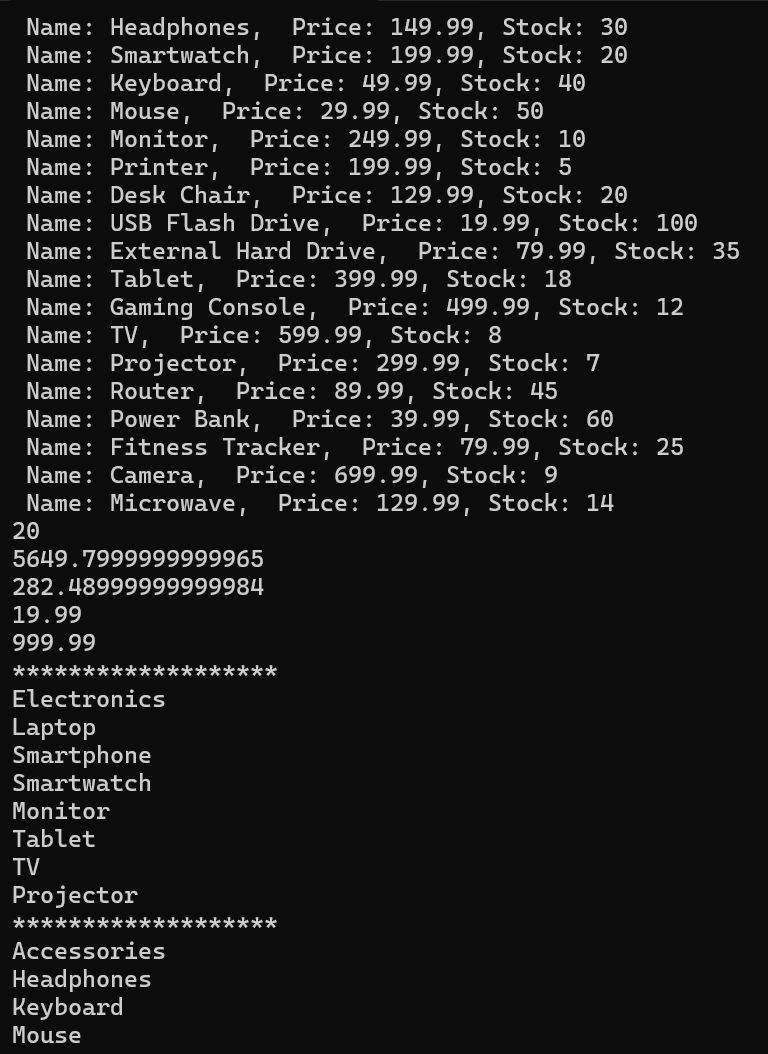 Name: Headphones,  Price: 149.99, Stock: 30
Name: Smartwatch,  Price: 199.99, Stock: 20
Name: Keyboard,  Price: 49.99, Stock: 40
Name: Mouse,  Price: 29.99, Stock: 50
Name: Monitor,  Price: 249.99, Stock: 10
Name: Printer,  Price: 199.99, Stock: 5
Name: Desk Chair,  Price: 129.99, Stock: 20
Name: USB Flash Drive,  Price: 19.99, Stock: 100
Name: External Hard Drive,  Price: 79.99, Stock: 35
Name: Tablet,  Price: 399.99, Stock: 18
Name: Gaming Console,  Price: 499.99, Stock: 12
Name: TV,  Price: 599.99, Stock: 8
Name: Projector,  Price: 299.99, Stock: 7
Name: Router,  Price: 89.99, Stock: 45
Name: Power Bank,  Price: 39.99, Stock: 60
Name: Fitness Tracker,  Price: 79.99, Stock: 25
Name: Camera,  Price: 699.99, Stock: 9
Name: Microwave,  Price: 129.99, Stock: 14
20
5649.7999999999965
282.48999999999984
19.99
999.99
*******************
Electronics
Laptop
Smartphone
Smartwatch
Monitor
Tablet
TV
Projector
*******************
Accessories
Headphones
Keyboard
Mouse